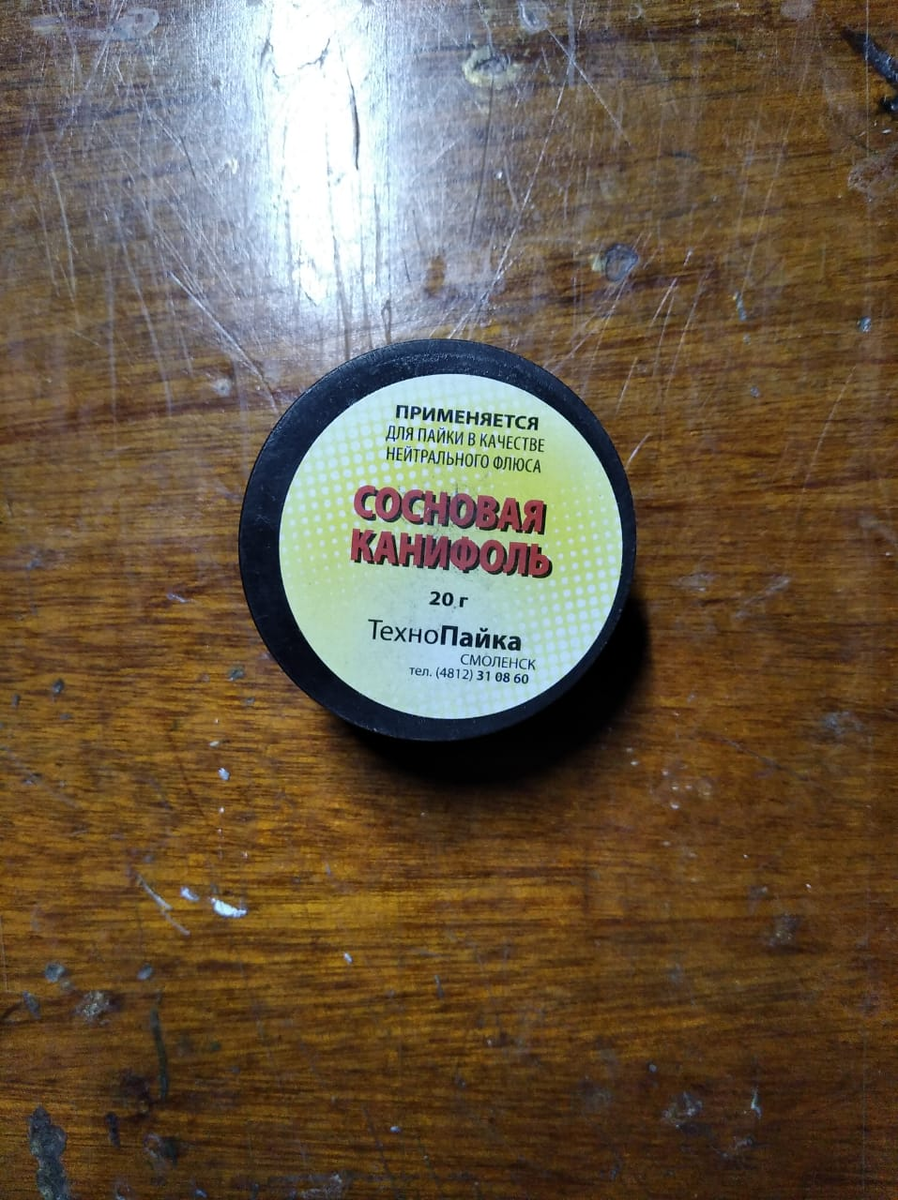 ПРИМЕНЯЕТСЯ
ДЛЯ ПАЙКИ В КАЧЕСТВЕ
НЕЙТРАЛЬНОГО ФЛЮСА
СОСНОВАЯ
КАНИФОЛЬ
20 г
ТехноПайка
СМОЛЕНСК
тел. (4812) 31 08 60